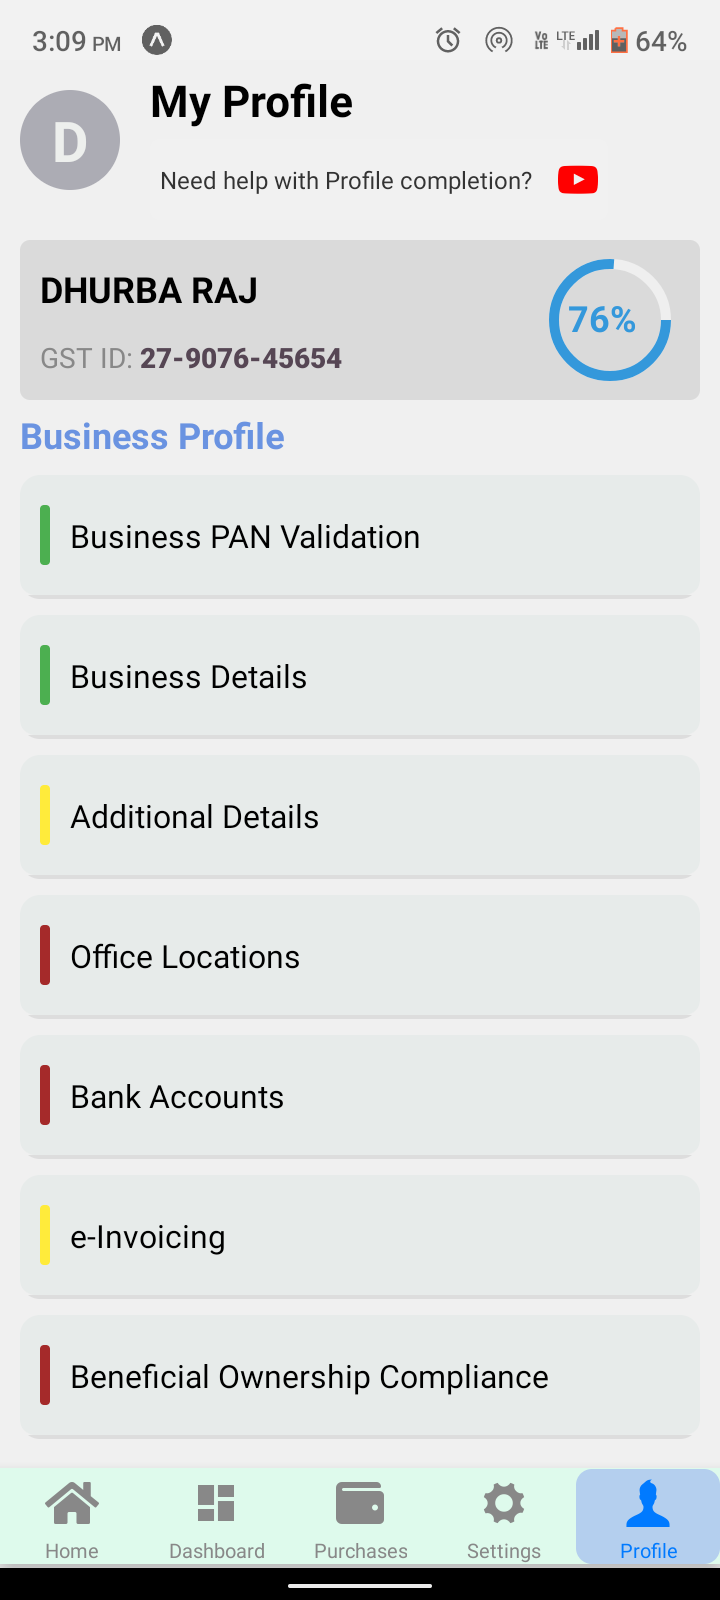 3:09 PM
Vo LTE LTE 64%
D
My Profile
Need help with Profile completion?
DHURBA RAJ
76%
GST ID: 27-9076-45654
Business Profile
Business PAN Validation
Business Details
Additional Details
Office Locations
Bank Accounts
e-Invoicing
Beneficial Ownership Compliance
Home Dashboard Purchases Settings Profile